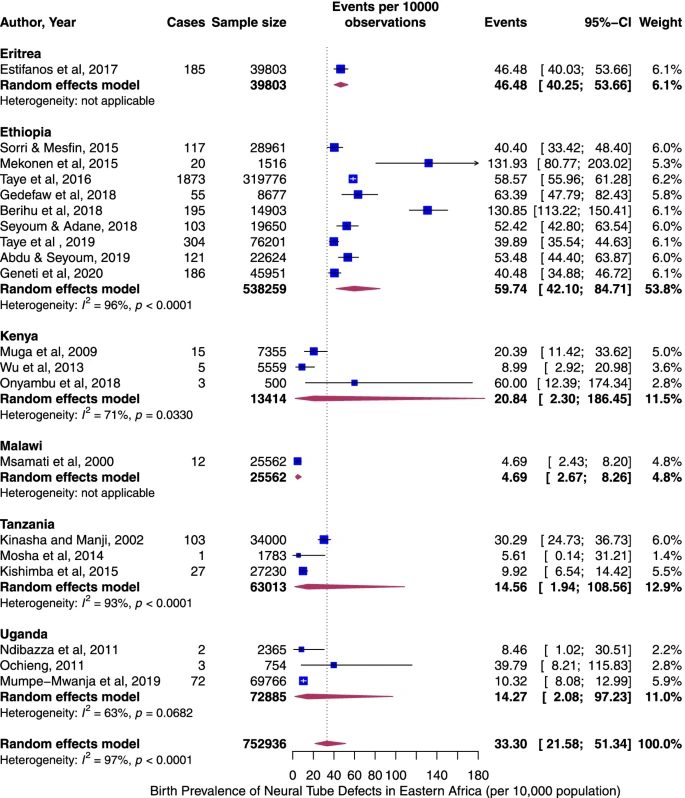 Events per 10000
Author, Year Cases Sample size observations Events 95%−CI Weight
Eritrea
Estifanos et al, 2017 185 39803 46.48 [ 40.03; 53.66] 6.1%
Random effects model 39803 46.48 [ 40.25; 53.66] 6.1%
Heterogeneity: not applicable
Ethiopia
Sorri & Mesfin, 2015 117 28961 40.40 [ 33.42; 48.40] 6.0%
Mekonen et al, 2015 20 1516 131.93 [ 80.77; 203.02] 5.3%
Taye et al, 2016 1873 319776 58.57 [ 55.96; 61.28] 6.2%
Gedefaw et al, 2018 55 8677 63.39 [ 47.79; 82.43] 5.8%
Berihu et al, 2018 195 14903 130.85 [113.22; 150.41] 6.1%
Seyoum & Adane, 2018 103 19650 52.42 [ 42.80; 63.54] 6.0%
Taye et al , 2019 304 76201 39.89 [ 35.54; 44.63] 6.1%
Abdu & Seyoum, 2019 121 22624 53.48 [ 44.40; 63.87] 6.0%
Geneti et al, 2020 186 45951 40.48 [ 34.88; 46.72] 6.1%
Random effects model 538259 59.74 [ 42.10; 84.71] 53.8%
Heterogeneity: I² = 96%, p < 0.0001
Kenya
Muga et al, 2009 15 7355 20.39 [ 11.42; 33.62] 5.0%
Wu et al, 2013 5 5559 8.99 [ 2.92; 20.98] 3.6%
Onyambu et al, 2018 3 500 60.00 [ 12.39; 174.34] 2.8%
Random effects model 13414 20.84 [ 2.30; 186.45] 11.5%
Heterogeneity: I² = 71%, p = 0.0330
Malawi
Msamati et al, 2000 12 25562 4.69 [ 2.43; 8.20] 4.8%
Random effects model 25562 4.69 [ 2.67; 8.26] 4.8%
Heterogeneity: not applicable
Tanzania
Kinasha and Manji, 2002 103 34000 30.29 [ 24.73; 36.73] 6.0%
Mosha et al, 2014 1 1783 5.61 [ 0.14; 31.21] 1.4%
Kishimba et al, 2015 27 27230 9.92 [ 6.54; 14.42] 5.5%
Random effects model 63013 14.56 [ 1.94; 108.56] 12.9%
Heterogeneity: I² = 93%, p < 0.0001
Uganda
Ndibazza et al, 2011 2 2365 8.46 [ 1.02; 30.51] 2.2%
Ochieng, 2011 3 754 39.79 [ 8.21; 115.83] 2.8%
Mumpe−Mwanja et al, 2019 72 69766 10.32 [ 8.08; 12.99] 5.9%
Random effects model 72885 14.27 [ 2.08; 97.23] 11.0%
Heterogeneity: I² = 63%, p = 0.0682
Random effects model 752936 33.30 [ 21.58; 51.34] 100.0%
Heterogeneity: I² = 97%, p < 0.0001
0 20 40 60 80 100 140 180
Birth Prevalence of Neural Tube Defects in Eastern Africa (per 10,000 population)